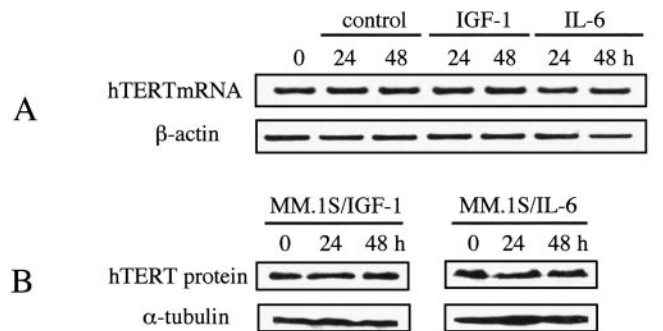 control IGF-1 IL-6
0 24 48 24 48 24 48 h
A
hTERTmRNA
β-actin
MM.1S/IGF-1 MM.1S/IL-6
0 24 48 h 0 24 48 h
B
hTERT protein
α-tubulin